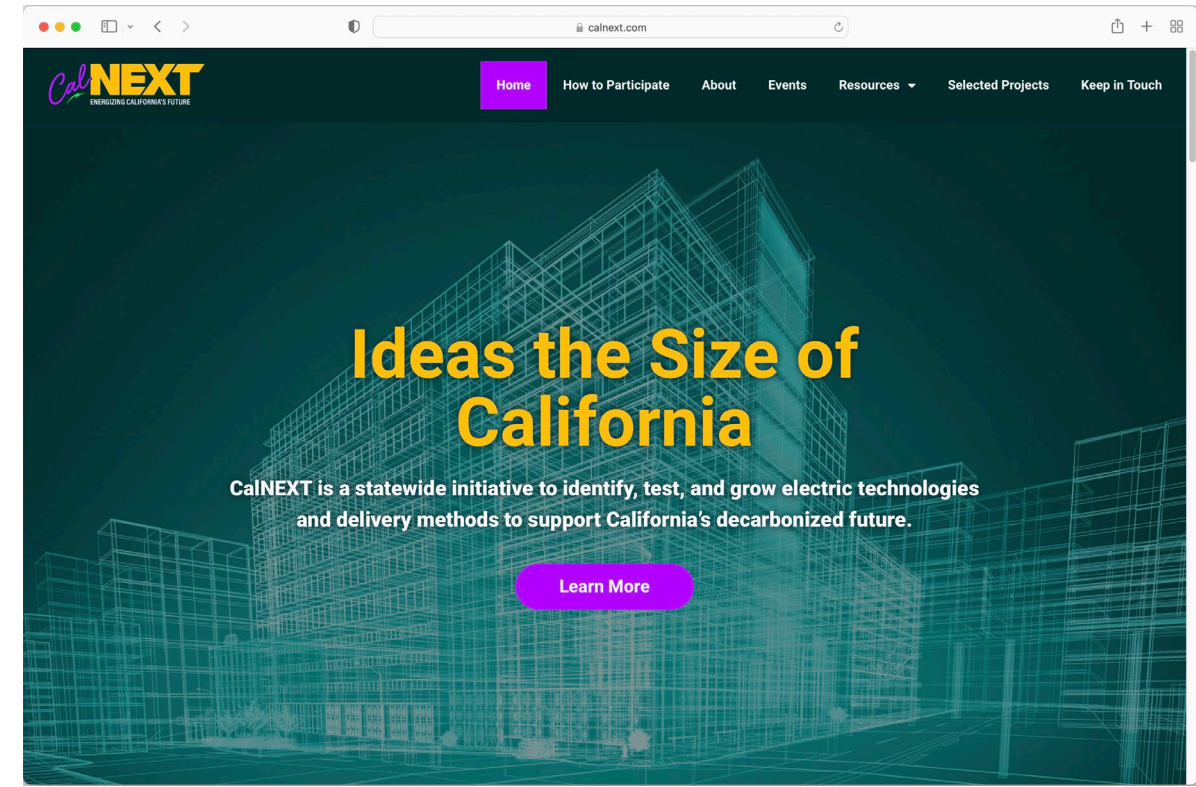 calnext.com
CalNEXT
ENERGIZING CALIFORNIA'S FUTURE
Home How to Participate About Events Resources Selected Projects Keep in Touch
Ideas the Size of
California
CalNEXT is a statewide initiative to identify, test, and grow electric technologies
and delivery methods to support California’s decarbonized future.
Learn More